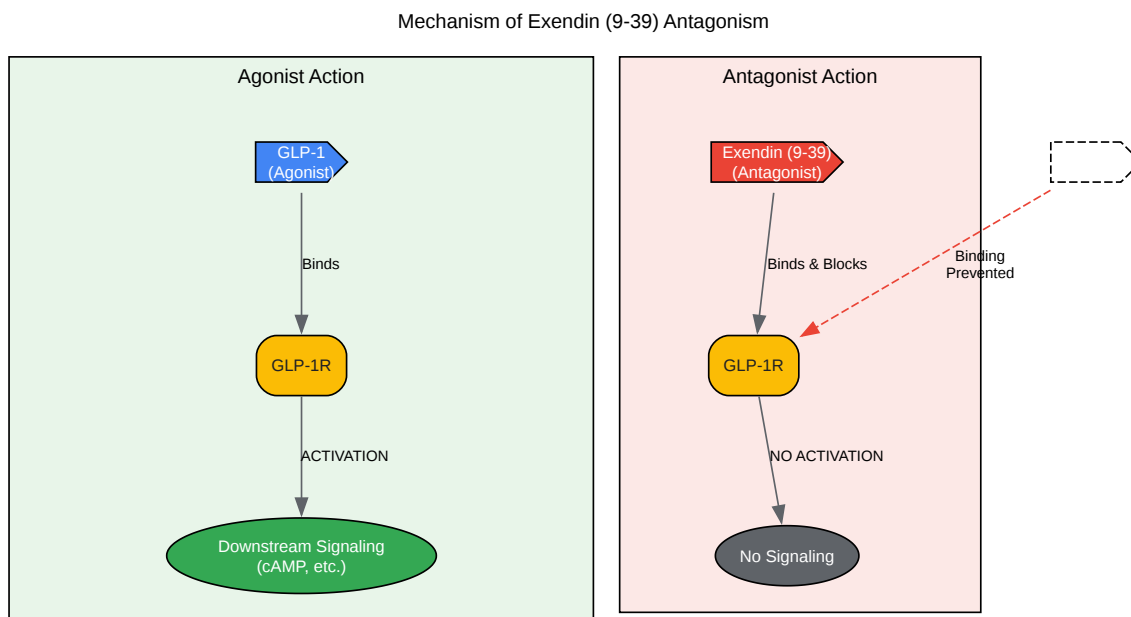 Mechanism of Exendin (9-39) Antagonism
Agonist Action
GLP-1
(Agonist)
Binds
GLP-1R
ACTIVATION
Downstream Signaling
(cAMP, etc.)
Antagonist Action
Exendin (9-39)
(Antagonist)
Binds & Blocks
Binding
Prevented
GLP-1R
NO ACTIVATION
No Signaling